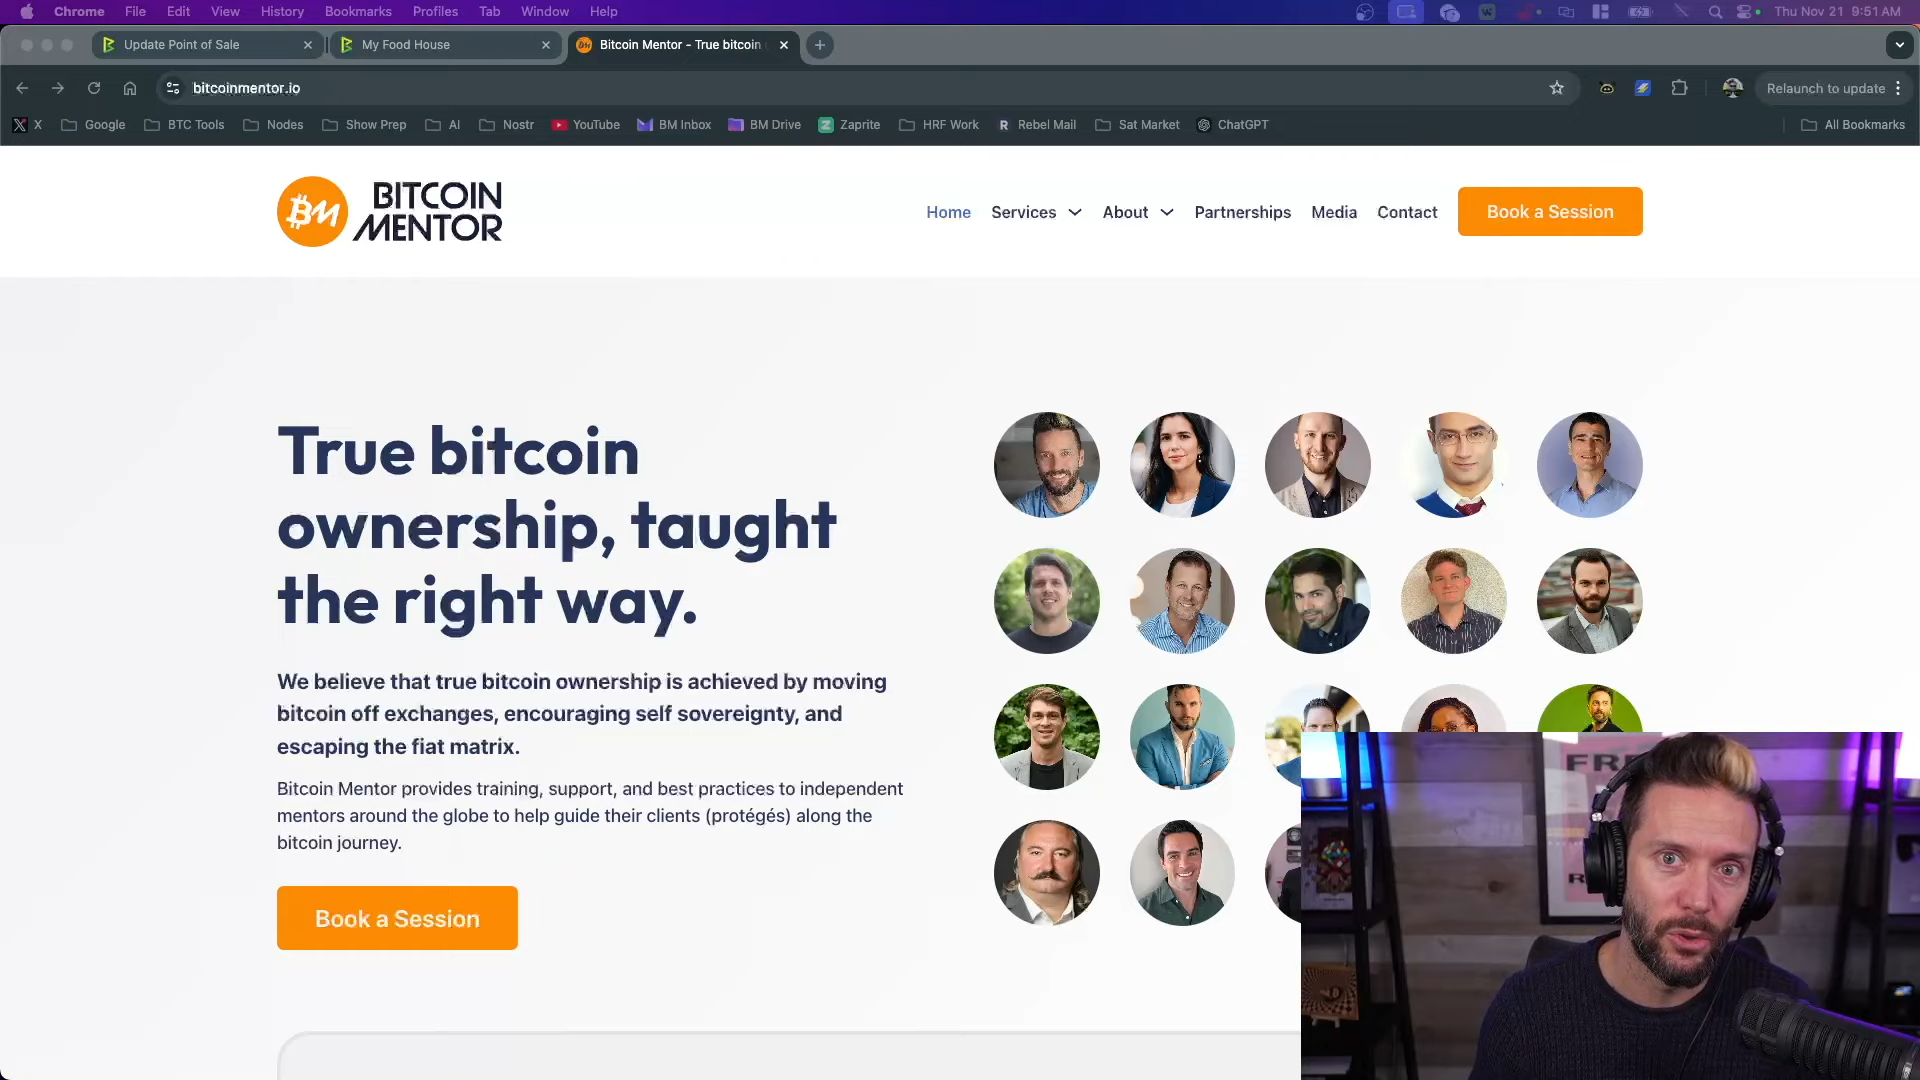 Chrome File Edit View History Bookmarks Profiles Tab Window Help Thu Nov 21 9:51 AM
Update Point of Sale My Food House Bitcoin Mentor - True bitcoin
bitcoinmentor.io Relaunch to update
X Google BTC Tools Nodes Show Prep AI Nostr YouTube BM Inbox BM Drive Zaprite HRF Work Rebel Mail Sat Market ChatGPT All Bookmarks
BM BITCOIN
MENTOR
Home Services About Partnerships Media Contact Book a Session
True bitcoin
ownership, taught
the right way.
We believe that true bitcoin ownership is achieved by moving
bitcoin off exchanges, encouraging self sovereignty, and
escaping the fiat matrix.
Bitcoin Mentor provides training, support, and best practices to independent
mentors around the globe to help guide their clients (protégés) along the
bitcoin journey.
Book a Session